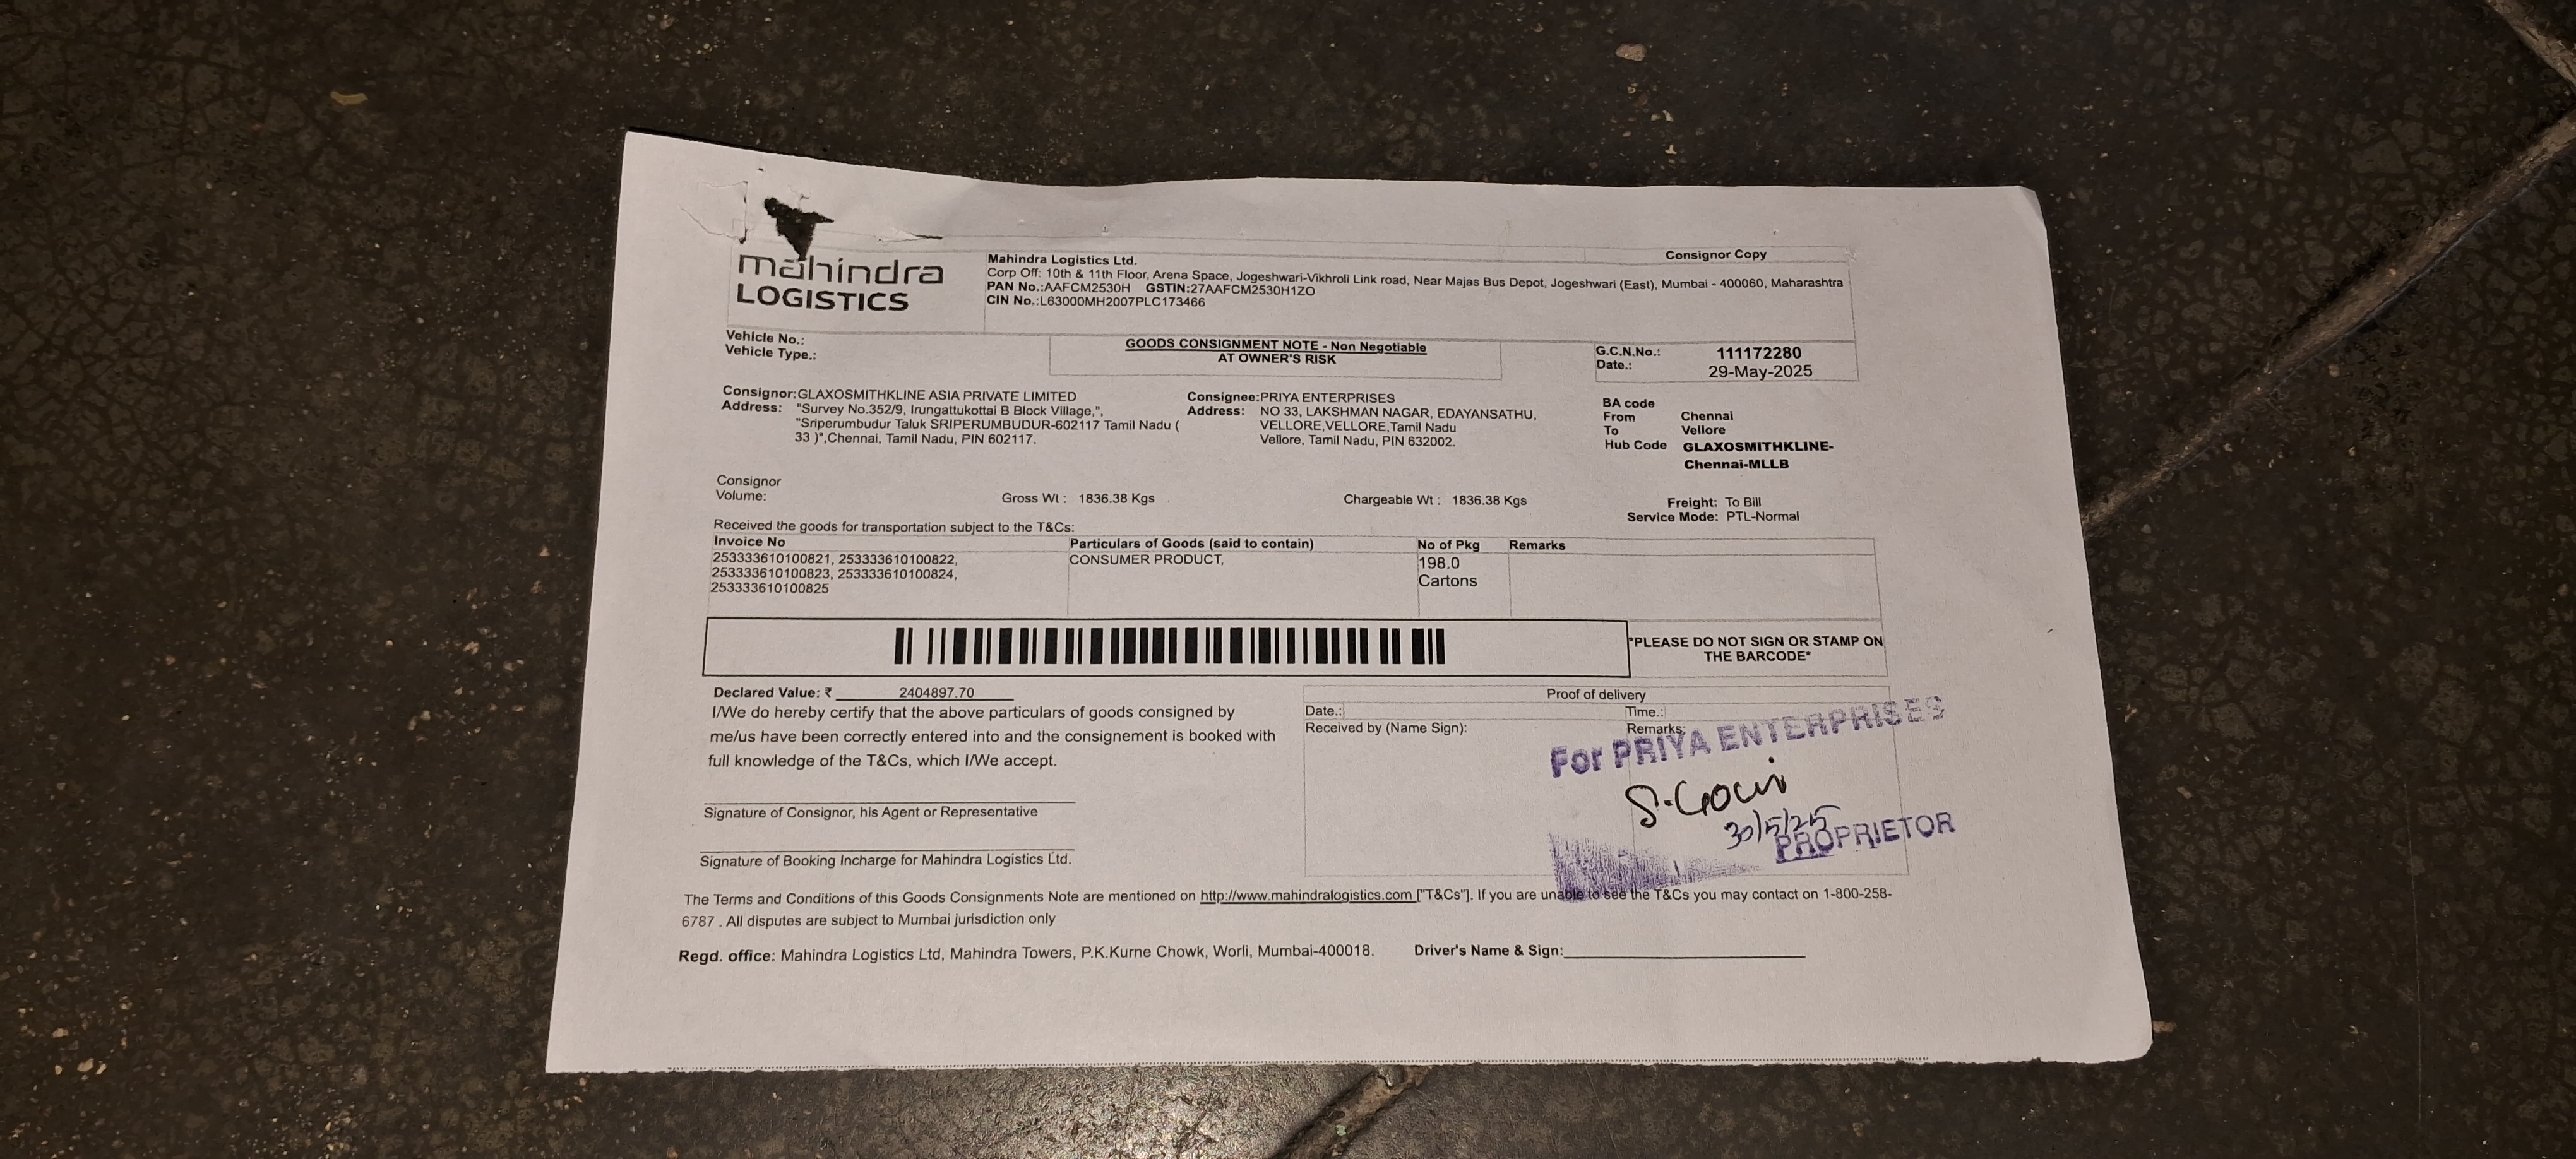 mahindra
LOGISTICS
Mahindra Logistics Ltd.
Consignor Copy
Corp Off: 10th & 11th Floor, Arena Space, Jogeshwari-Vikhroli Link road, Near Majas Bus Depot, Jogeshwari (East), Mumbai - 400060, Maharashtra
PAN No.:AAFCM2530H GSTIN:27AAFCM2530H1ZO
CIN No.:L63000MH2007PLC173466
Vehicle No.:
Vehicle Type.:
GOODS CONSIGNMENT NOTE - Non Negotiable
AT OWNER'S RISK
G.C.N.No.: 111172280
Date.: 29-May-2025
Consignor:GLAXOSMITHKLINE ASIA PRIVATE LIMITED
Address: "Survey No.352/9, Irungattukottai B Block Village,",
"Sriperumbudur Taluk SRIPERUMBUDUR-602117 Tamil Nadu (
33 )",Chennai, Tamil Nadu, PIN 602117.
Consignee:PRIYA ENTERPRISES
Address: NO 33, LAKSHMAN NAGAR, EDAYANSATHU,
VELLORE,VELLORE,Tamil Nadu
Vellore, Tamil Nadu, PIN 632002.
BA code
From Chennai
To Vellore
Hub Code GLAXOSMITHKLINE-
Chennai-MLLB
Consignor
Volume:
Gross Wt : 1836.38 Kgs
Chargeable Wt : 1836.38 Kgs
Freight: To Bill
Service Mode: PTL-Normal
Received the goods for transportation subject to the T&Cs:
Invoice No Particulars of Goods (said to contain) No of Pkg Remarks
253333610100821, 253333610100822, CONSUMER PRODUCT, 198.0
253333610100823, 253333610100824, Cartons
253333610100825
*PLEASE DO NOT SIGN OR STAMP ON
THE BARCODE*
Declared Value: ₹ 2404897.70
I/We do hereby certify that the above particulars of goods consigned by
me/us have been correctly entered into and the consignement is booked with
full knowledge of the T&Cs, which I/We accept.
Signature of Consignor, his Agent or Representative
Signature of Booking Incharge for Mahindra Logistics Ltd.
Proof of delivery
Date.: Time.:
Received by (Name Sign): Remarks:
For PRIYA ENTERPRISES
30/5/25
PROPRIETOR
The Terms and Conditions of this Goods Consignments Note are mentioned on http://www.mahindralogistics.com ["T&Cs"]. If you are unable to see the T&Cs you may contact on 1-800-258-
6787 . All disputes are subject to Mumbai jurisdiction only
Regd. office: Mahindra Logistics Ltd, Mahindra Towers, P.K.Kurne Chowk, Worli, Mumbai-400018. Driver's Name & Sign: